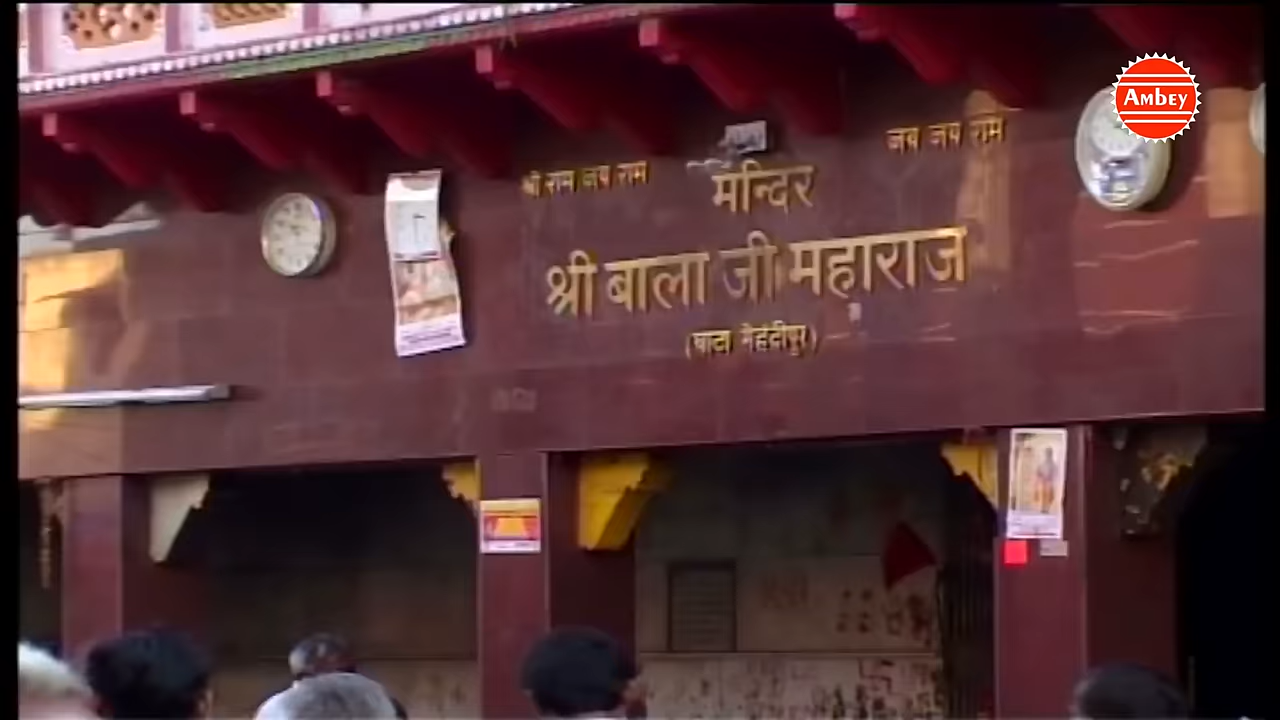 श्री राम जय राम
जय जय राम
मन्दिर
श्री बाला जी महाराज
(घाटा मेहंदीपुर)
AMBEY